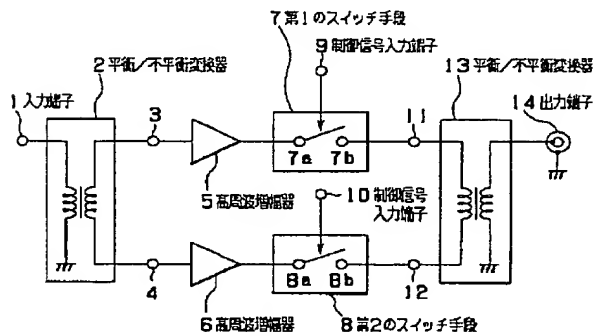 7 第1のスイッチ手段
9 制御信号入力端子
2 平衡/不平衡変換器
13 平衡/不平衡変換器
1 入力端子
14 出力端子
3
11
7a 7b
5 高周波増幅器
10 制御信号
入力端子
4
8a 8b
12
6 高周波増幅器
8 第2のスイッチ手段